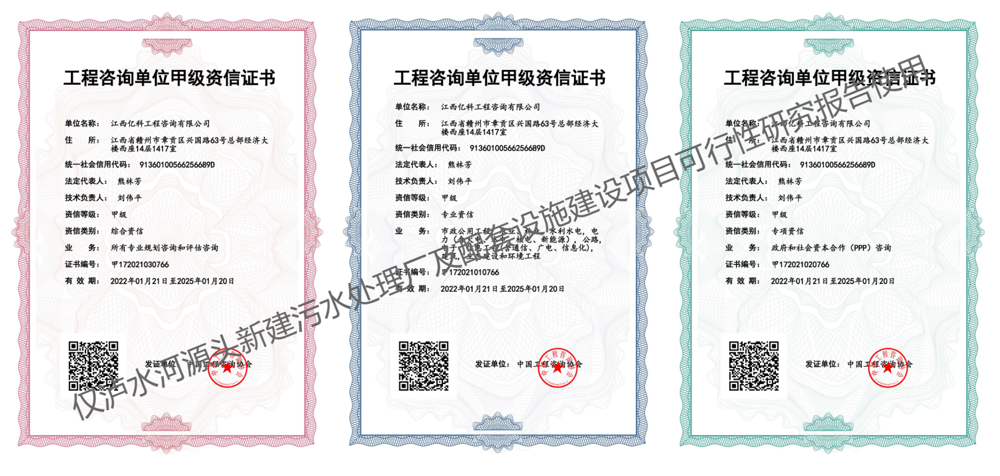 工程咨询单位甲级资信证书
单位名称： 江西亿科工程咨询有限公司
住 所： 江西省赣州市章贡区兴国路63号总部经济大
楼西座14层1417室
统一社会信用代码： 91360100566256689D
法定代表人： 熊林芳
技术负责人： 刘伟平
资信等级： 甲级
资信类别： 综合资信
业 务： 所有专业规划咨询和评估咨询
证书编号： 甲172021030766
有 效 期： 2022年01月21日至2025年01月20日
发证单位： 中国工程咨询协会
工程咨询单位甲级资信证书
单位名称： 江西亿科工程咨询有限公司
住 所： 江西省赣州市章贡区兴国路63号总部经济大
楼西座14层1417室
统一社会信用代码： 91360100566256689D
法定代表人： 熊林芳
技术负责人： 刘伟平
资信等级： 甲级
资信类别： 专业资信
业 务： 市政公用工程，农业、林业，水利水电，电
力（含火电、水电、核电、新能源），公路，
电子、信息工程(含通信、广电、信息化)，
建筑，生态建设和环境工程
证书编号： 甲172021010766
有 效 期： 2022年01月21日至2025年01月20日
发证单位： 中国工程咨询协会
工程咨询单位甲级资信证书
单位名称： 江西亿科工程咨询有限公司
住 所： 江西省赣州市章贡区兴国路63号总部经济大
楼西座14层1417室
统一社会信用代码： 91360100566256689D
法定代表人： 熊林芳
技术负责人： 刘伟平
资信等级： 甲级
资信类别： 专项资信
业 务： 政府和社会资本合作（PPP）咨询
证书编号： 甲172021020766
有 效 期： 2022年01月21日至2025年01月20日
发证单位： 中国工程咨询协会
仅泸水河源头新建污水处理厂及配套设施建设项目可行性研究报告使用
中国工程咨询协会
中国工程咨询协会
中国工程咨询协会